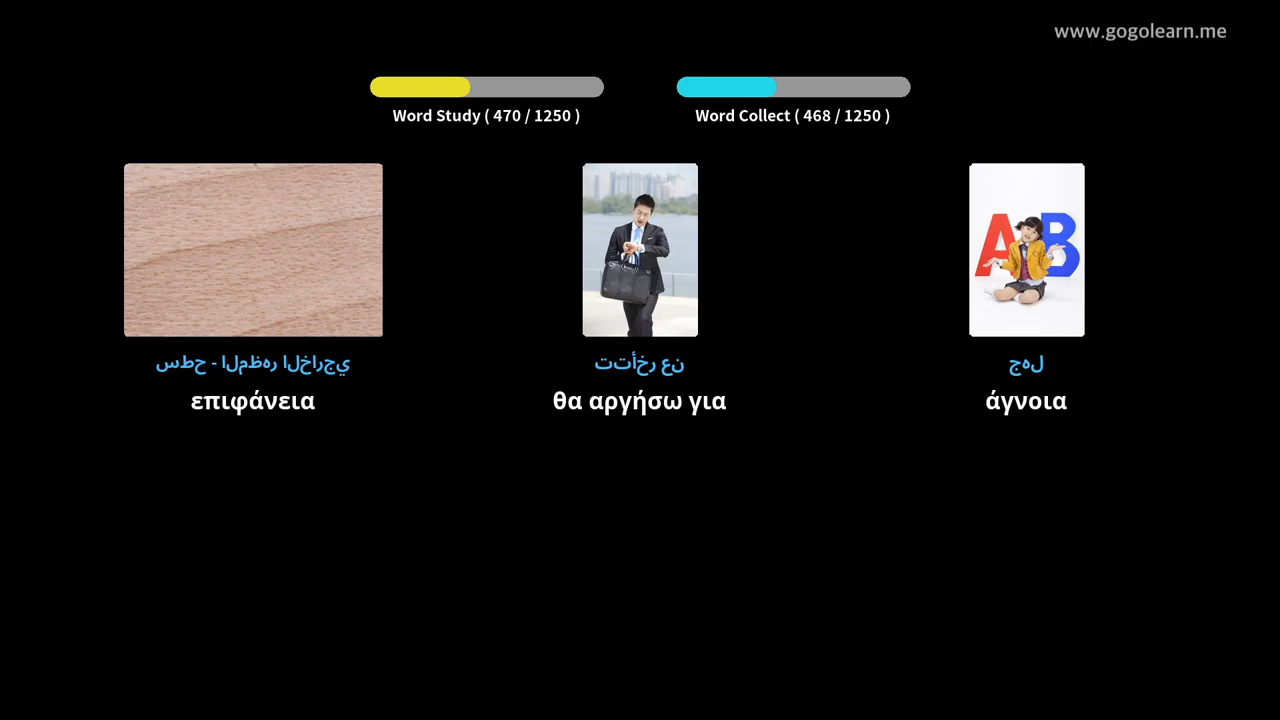 www.gogolearn.me
Word Study ( 470 / 1250 )
Word Collect ( 468 / 1250 )
سطح - المظهر الخارجي
تتأخر عن
جهل
επιφάνεια
θα αργήσω για
άγνοια
A B